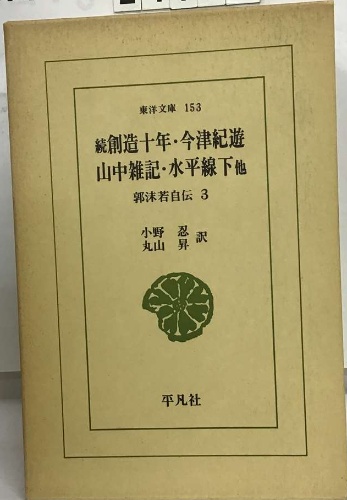 東洋文庫 153
続創造十年・今津紀遊
山中雑記・水平線下他
郭沫若自伝 3
小野 忍
丸山 昇
訳
平凡社